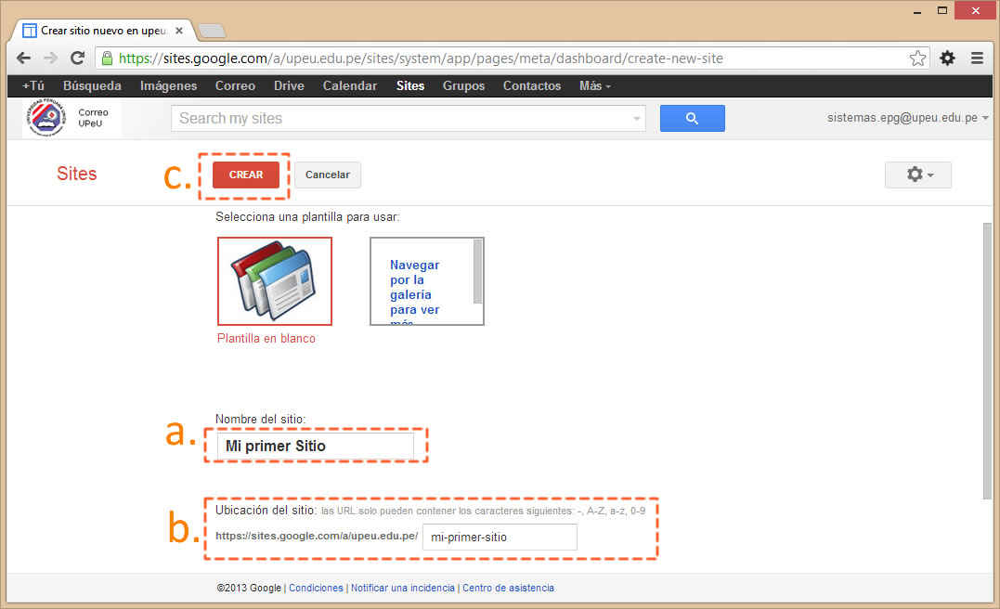 Crear sitio nuevo en upeu.
https://sites.google.com/a/upeu.edu.pe/sites/system/app/pages/meta/dashboard/create-new-site
+Tú Búsqueda Imágenes Correo Drive Calendar Sites Grupos Contactos Más
UNIVERSIDAD PERUANA UNIÓN
Correo
UPeU
Search my sites
sistemas.epg@upeu.edu.pe
Sites
c.
CREAR
Cancelar
Selecciona una plantilla para usar:
Navegar
por la
galería
para ver
más
Plantilla en blanco
Nombre del sitio:
a.
Mi primer Sitio
b.
Ubicación del sitio: las URL solo pueden contener los caracteres siguientes: -, A-Z, a-z, 0-9
https://sites.google.com/a/upeu.edu.pe/ mi-primer-sitio
©2013 Google | Condiciones | Notificar una incidencia | Centro de asistencia